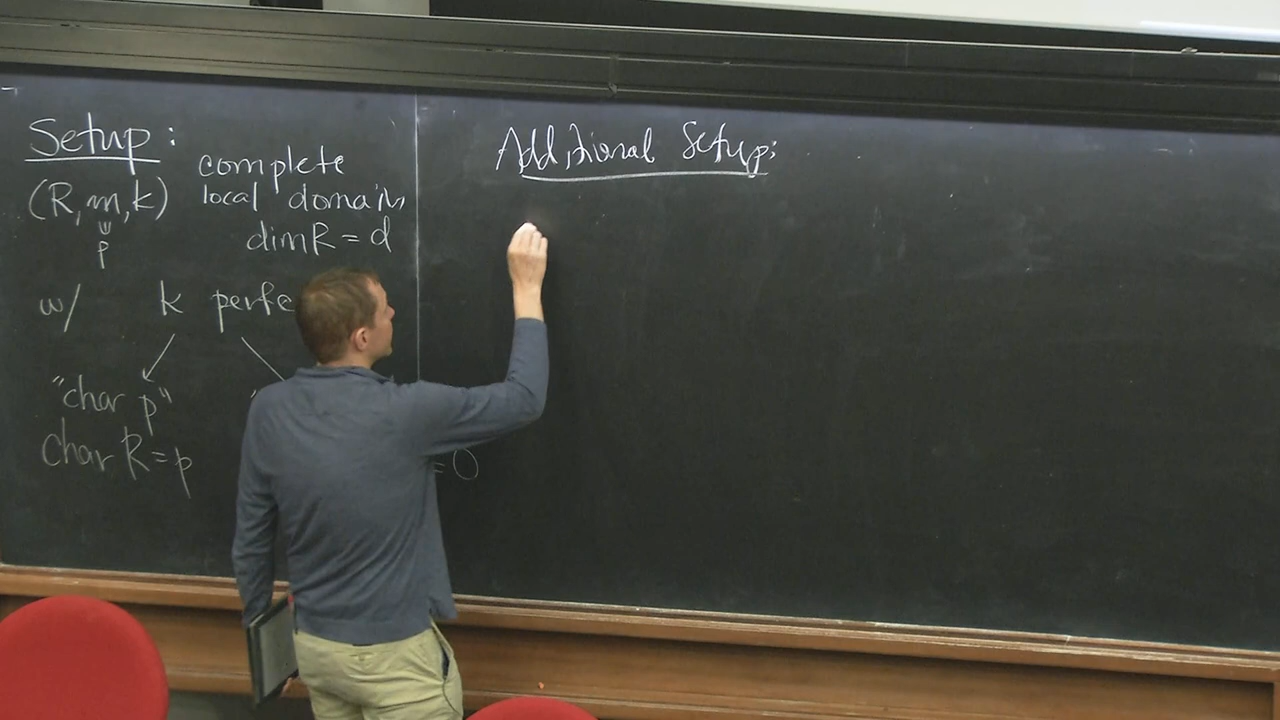 Setup:
(R, m, k) complete
local domain,
∪
p
dim R = d
w/ k perfe
"char p"
char R = p
= 0
Additional Setup: